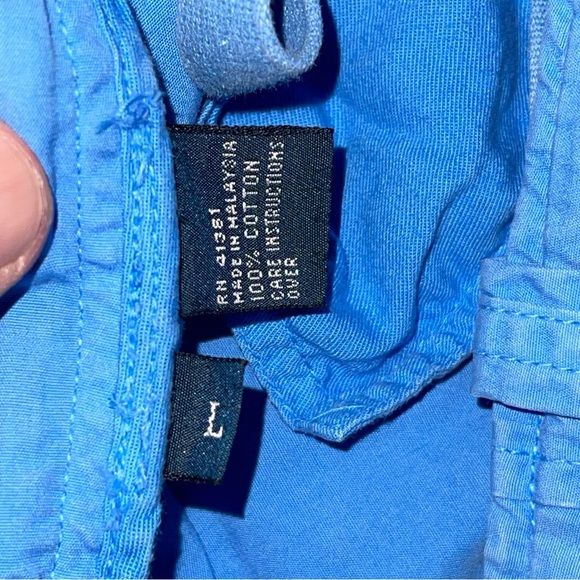 RN 41381
MADE IN MALAYSIA
100% COTTON
CARE INSTRUCTIONS
OVER
L